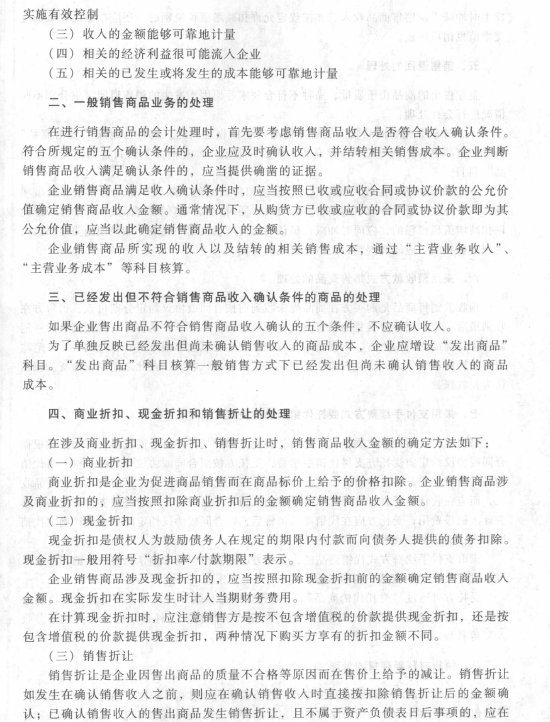 实施有效控制
（三）收入的金额能够可靠地计量
（四）相关的经济利益很可能流入企业
（五）相关的已发生或将发生的成本能够可靠地计量
二、一般销售商品业务的处理
在进行销售商品的会计处理时，首先要考虑销售商品收入是否符合收入确认条件。
符合所规定的五个确认条件的，企业应及时确认收入，并结转相关销售成本。企业判断
销售商品收入满足确认条件的，应当提供确凿的证据。
企业销售商品满足收入确认条件时，应当按照已收或应收合同或协议价款的公允价
值确定销售商品收入金额。通常情况下，从购货方已收或应收的合同或协议价款即为其
公允价值，应当以此确定销售商品收入的金额。
企业销售商品所实现的收入以及结转的相关销售成本，通过“主营业务收入”、
“主营业务成本”等科目核算。
三、已经发出但不符合销售商品收入确认条件的商品的处理
如果企业售出商品不符合销售商品收入确认的五个条件，不应确认收入。
为了单独反映已经发出但尚未确认销售收入的商品成本，企业应增设“发出商品”
科目。“发出商品”科目核算一般销售方式下已经发出但尚未确认销售收入的商品
成本。
四、商业折扣、现金折扣和销售折让的处理
在涉及商业折扣、现金折扣、销售折让时，销售商品收入金额的确定方法如下：
（一）商业折扣
商业折扣是企业为促进商品销售而在商品标价上给予的价格扣除。企业销售商品涉
及商业折扣的，应当按照扣除商业折扣后的金额确定销售商品收入金额。
（二）现金折扣
现金折扣是债权人为鼓励债务人在规定的期限内付款而向债务人提供的债务扣除。
现金折扣一般用符号“折扣率/付款期限”表示。
企业销售商品涉及现金折扣的，应当按照扣除现金折扣前的金额确定销售商品收入
金额。现金折扣在实际发生时计入当期财务费用。
在计算现金折扣时，应注意销售方是按不包含增值税的价款提供现金折扣，还是按
包含增值税的价款提供现金折扣，两种情况下购买方享有的折扣金额不同。
（三）销售折让
销售折让是企业因售出商品的质量不合格等原因而在售价上给予的减让。销售折让
如发生在确认销售收入之前，则应在确认销售收入时直接按扣除销售折让后的金额确
认；已确认销售收入的售出商品发生销售折让，且不属于资产负债表日后事项的，应在